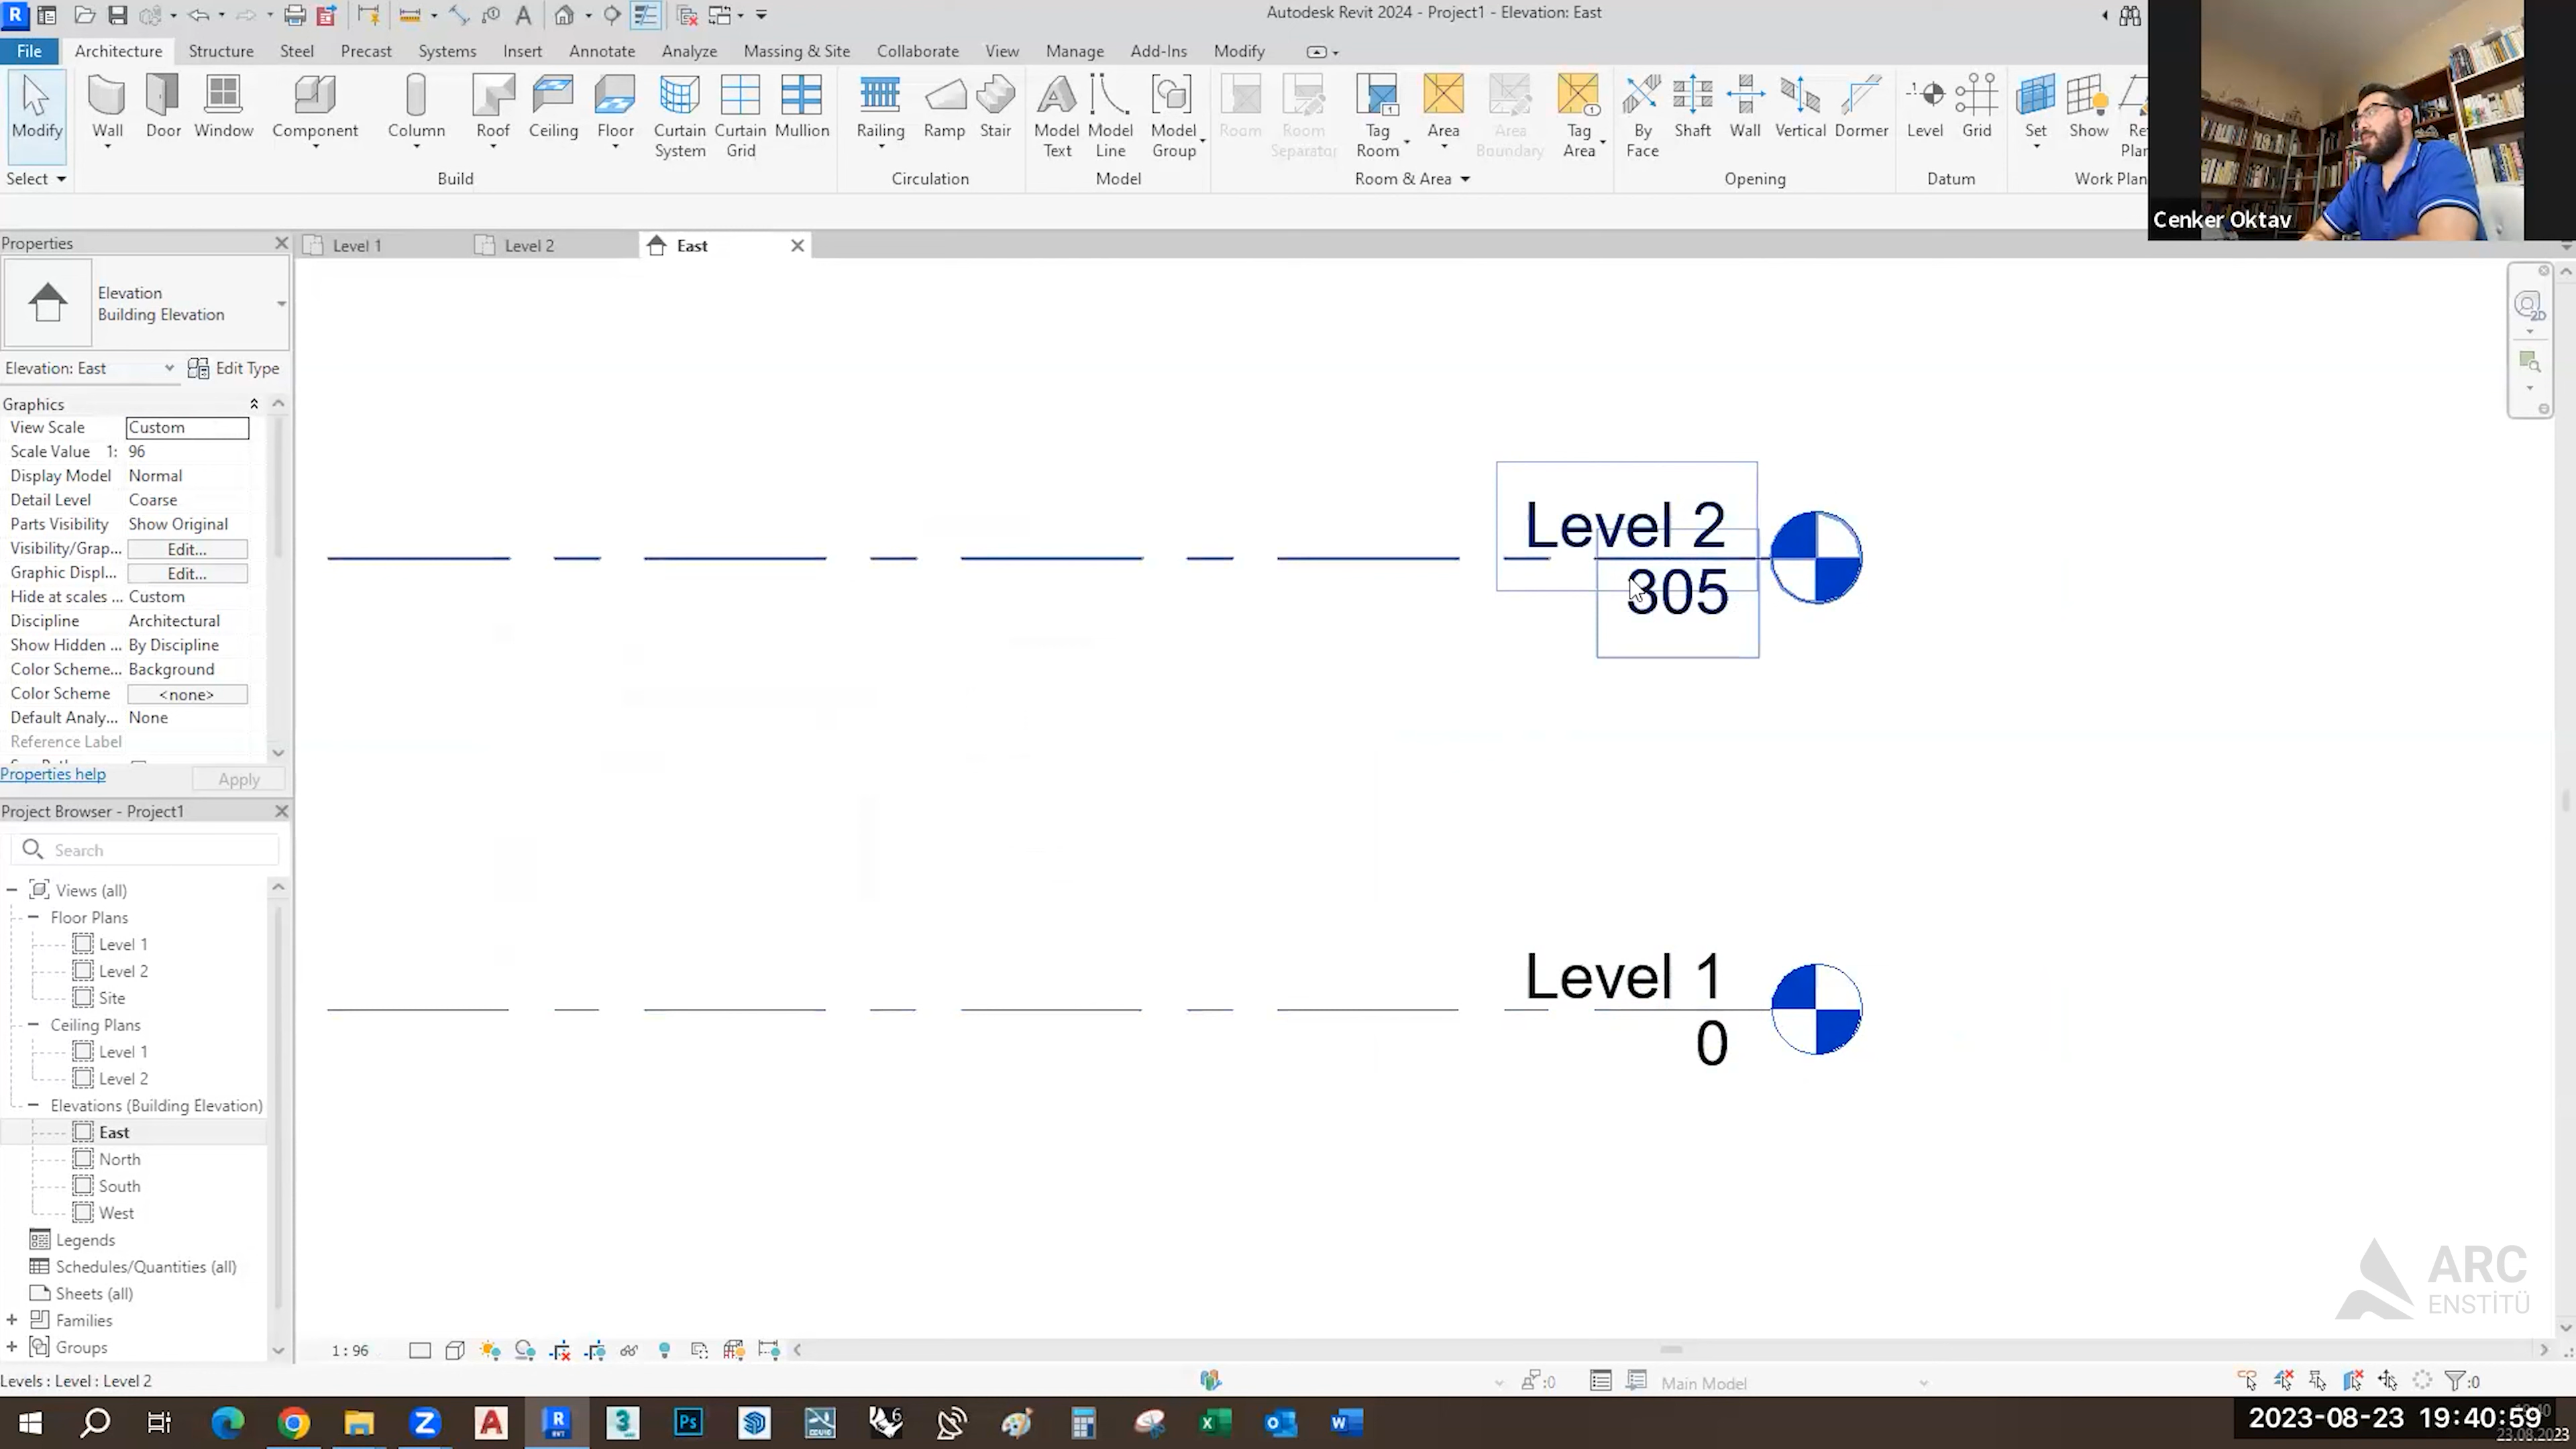 Autodesk Revit 2024 - Project1 - Elevation: East
File Architecture Structure Steel Precast Systems Insert Annotate Analyze Massing & Site Collaborate View Manage Add-Ins Modify
Modify Wall Door Window Component Column Roof Ceiling Floor Curtain System Curtain Grid Mullion Railing Ramp Stair Model Text Model Line Model Group Room Room Separator Tag Room Area Area Boundary Tag Area By Face Shaft Wall Vertical Dormer Level Grid Set Show
Select Build Circulation Model Room & Area Opening Datum Work Plan
Cenker Oktav
Properties
Level 1 Level 2 East
Elevation
Building Elevation
Elevation: East Edit Type
Graphics
View Scale Custom
Scale Value 1: 96
Display Model Normal
Detail Level Coarse
Parts Visibility Show Original
Visibility/Grap... Edit...
Graphic Displ... Edit...
Hide at scales ... Custom
Discipline Architectural
Show Hidden ... By Discipline
Color Scheme... Background
Color Scheme <none>
Default Analy... None
Reference Label
Properties help Apply
Project Browser - Project1
Search
Views (all)
Floor Plans
Level 1
Level 2
Site
Ceiling Plans
Level 1
Level 2
Elevations (Building Elevation)
East
North
South
West
Legends
Schedules/Quantities (all)
Sheets (all)
Families
Groups
Level 2
305
Level 1
0
ARC
ENSTİTÜ
1 : 96
Levels : Level : Level 2
:0
Main Model
:0
2023-08-23 19:40:59
23.08.2023